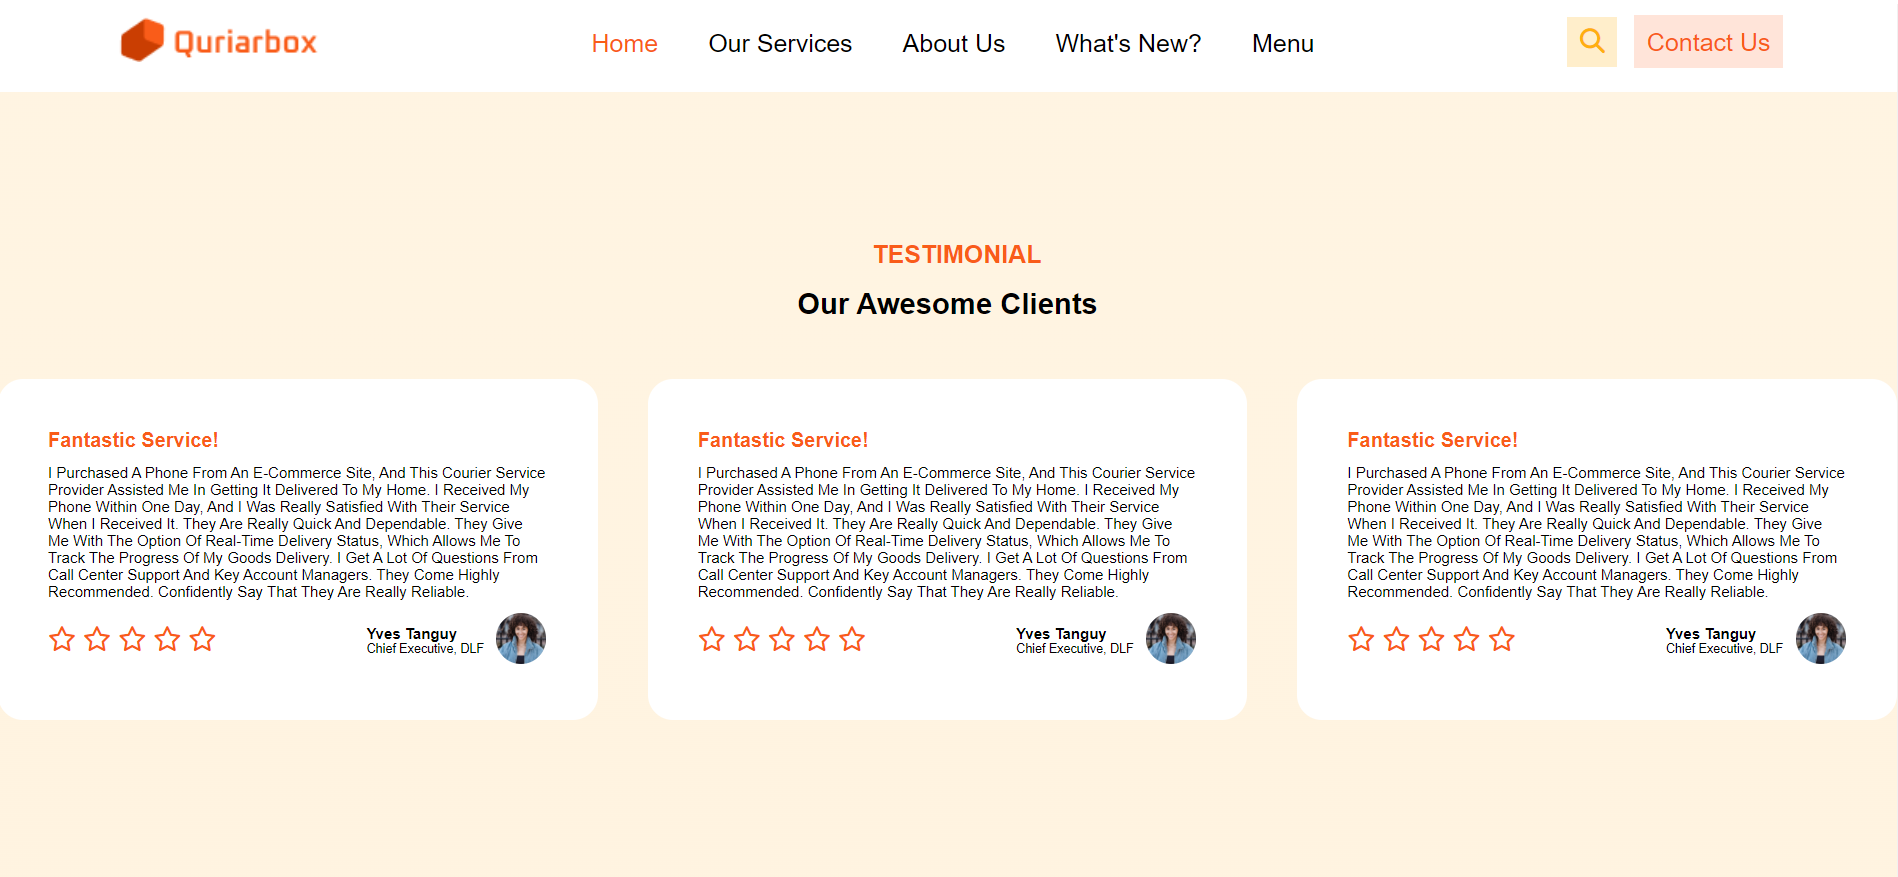 Quriarbox
Home Our Services About Us What's New? Menu
Contact Us
TESTIMONIAL
Our Awesome Clients
Fantastic Service!
I Purchased A Phone From An E-Commerce Site, And This Courier Service
Provider Assisted Me In Getting It Delivered To My Home. I Received My
Phone Within One Day, And I Was Really Satisfied With Their Service
When I Received It. They Are Really Quick And Dependable. They Give
Me With The Option Of Real-Time Delivery Status, Which Allows Me To
Track The Progress Of My Goods Delivery. I Get A Lot Of Questions From
Call Center Support And Key Account Managers. They Come Highly
Recommended. Confidently Say That They Are Really Reliable.
Yves Tanguy
Chief Executive, DLF
Fantastic Service!
I Purchased A Phone From An E-Commerce Site, And This Courier Service
Provider Assisted Me In Getting It Delivered To My Home. I Received My
Phone Within One Day, And I Was Really Satisfied With Their Service
When I Received It. They Are Really Quick And Dependable. They Give
Me With The Option Of Real-Time Delivery Status, Which Allows Me To
Track The Progress Of My Goods Delivery. I Get A Lot Of Questions From
Call Center Support And Key Account Managers. They Come Highly
Recommended. Confidently Say That They Are Really Reliable.
Yves Tanguy
Chief Executive, DLF
Fantastic Service!
I Purchased A Phone From An E-Commerce Site, And This Courier Service
Provider Assisted Me In Getting It Delivered To My Home. I Received My
Phone Within One Day, And I Was Really Satisfied With Their Service
When I Received It. They Are Really Quick And Dependable. They Give
Me With The Option Of Real-Time Delivery Status, Which Allows Me To
Track The Progress Of My Goods Delivery. I Get A Lot Of Questions From
Call Center Support And Key Account Managers. They Come Highly
Recommended. Confidently Say That They Are Really Reliable.
Yves Tanguy
Chief Executive, DLF